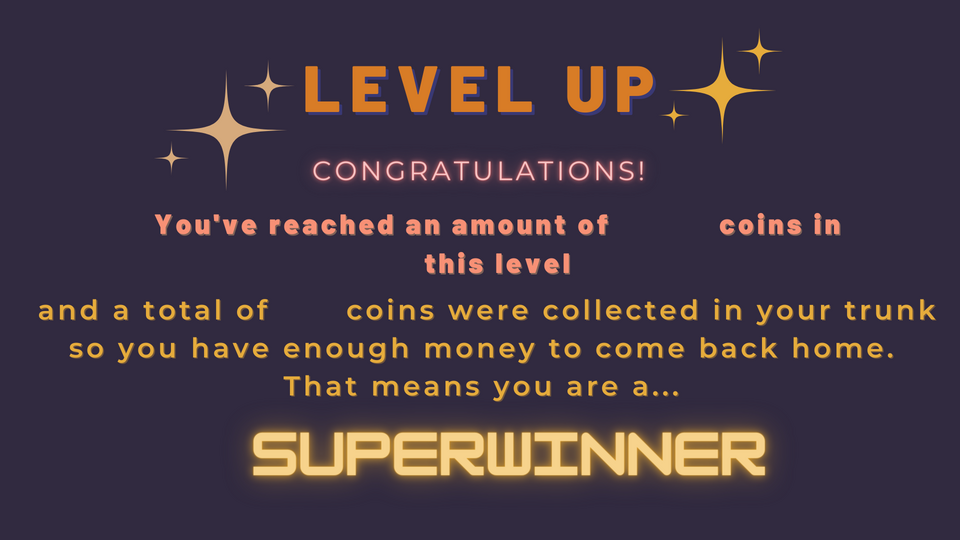 LEVEL UP
CONGRATULATIONS!
You've reached an amount of coins in
this level
and a total of coins were collected in your trunk
so you have enough money to come back home.
That means you are a...
SUPERWINNER